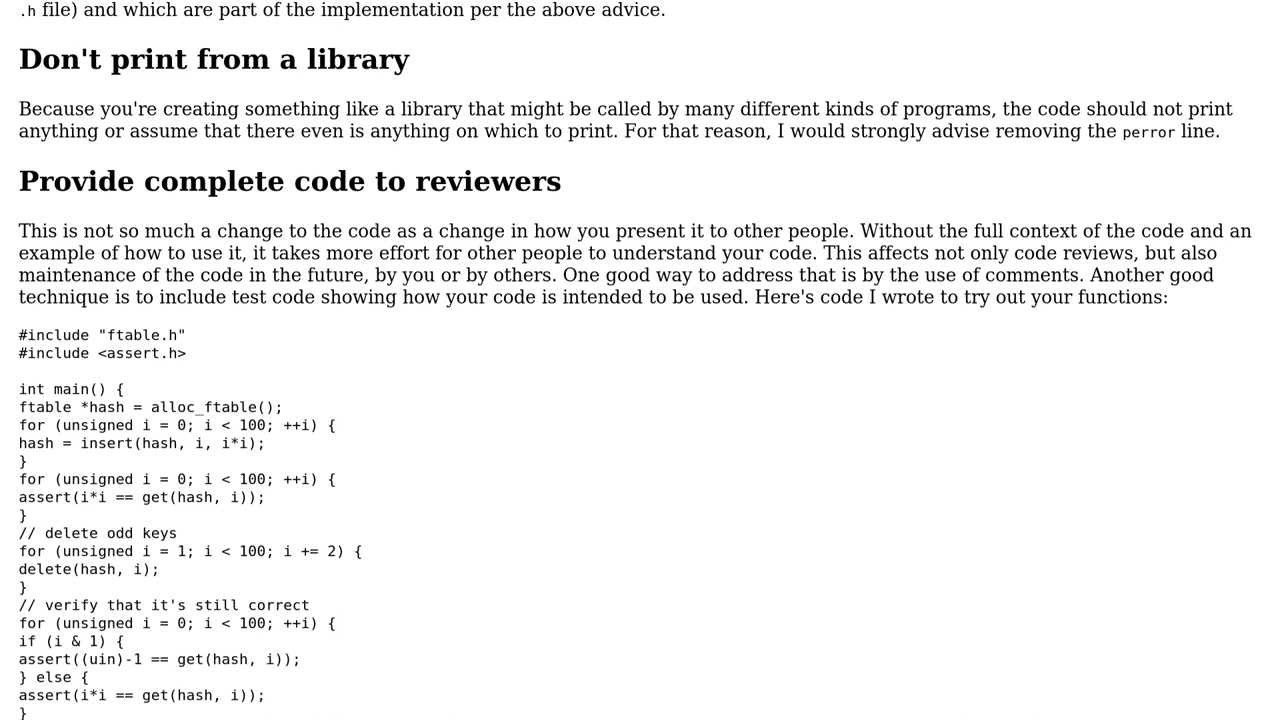 .h file) and which are part of the implementation per the above advice.
Don't print from a library
Because you're creating something like a library that might be called by many different kinds of programs, the code should not print
anything or assume that there even is anything on which to print. For that reason, I would strongly advise removing the perror line.
Provide complete code to reviewers
This is not so much a change to the code as a change in how you present it to other people. Without the full context of the code and an
example of how to use it, it takes more effort for other people to understand your code. This affects not only code reviews, but also
maintenance of the code in the future, by you or by others. One good way to address that is by the use of comments. Another good
technique is to include test code showing how your code is intended to be used. Here's code I wrote to try out your functions:
#include "ftable.h"
#include <assert.h>
int main() {
ftable *hash = alloc_ftable();
for (unsigned i = 0; i < 100; ++i) {
hash = insert(hash, i, i*i);
}
for (unsigned i = 0; i < 100; ++i) {
assert(i*i == get(hash, i));
}
// delete odd keys
for (unsigned i = 1; i < 100; i += 2) {
delete(hash, i);
}
// verify that it's still correct
for (unsigned i = 0; i < 100; ++i) {
if (i & 1) {
assert((uin)-1 == get(hash, i));
} else {
assert(i*i == get(hash, i));
}